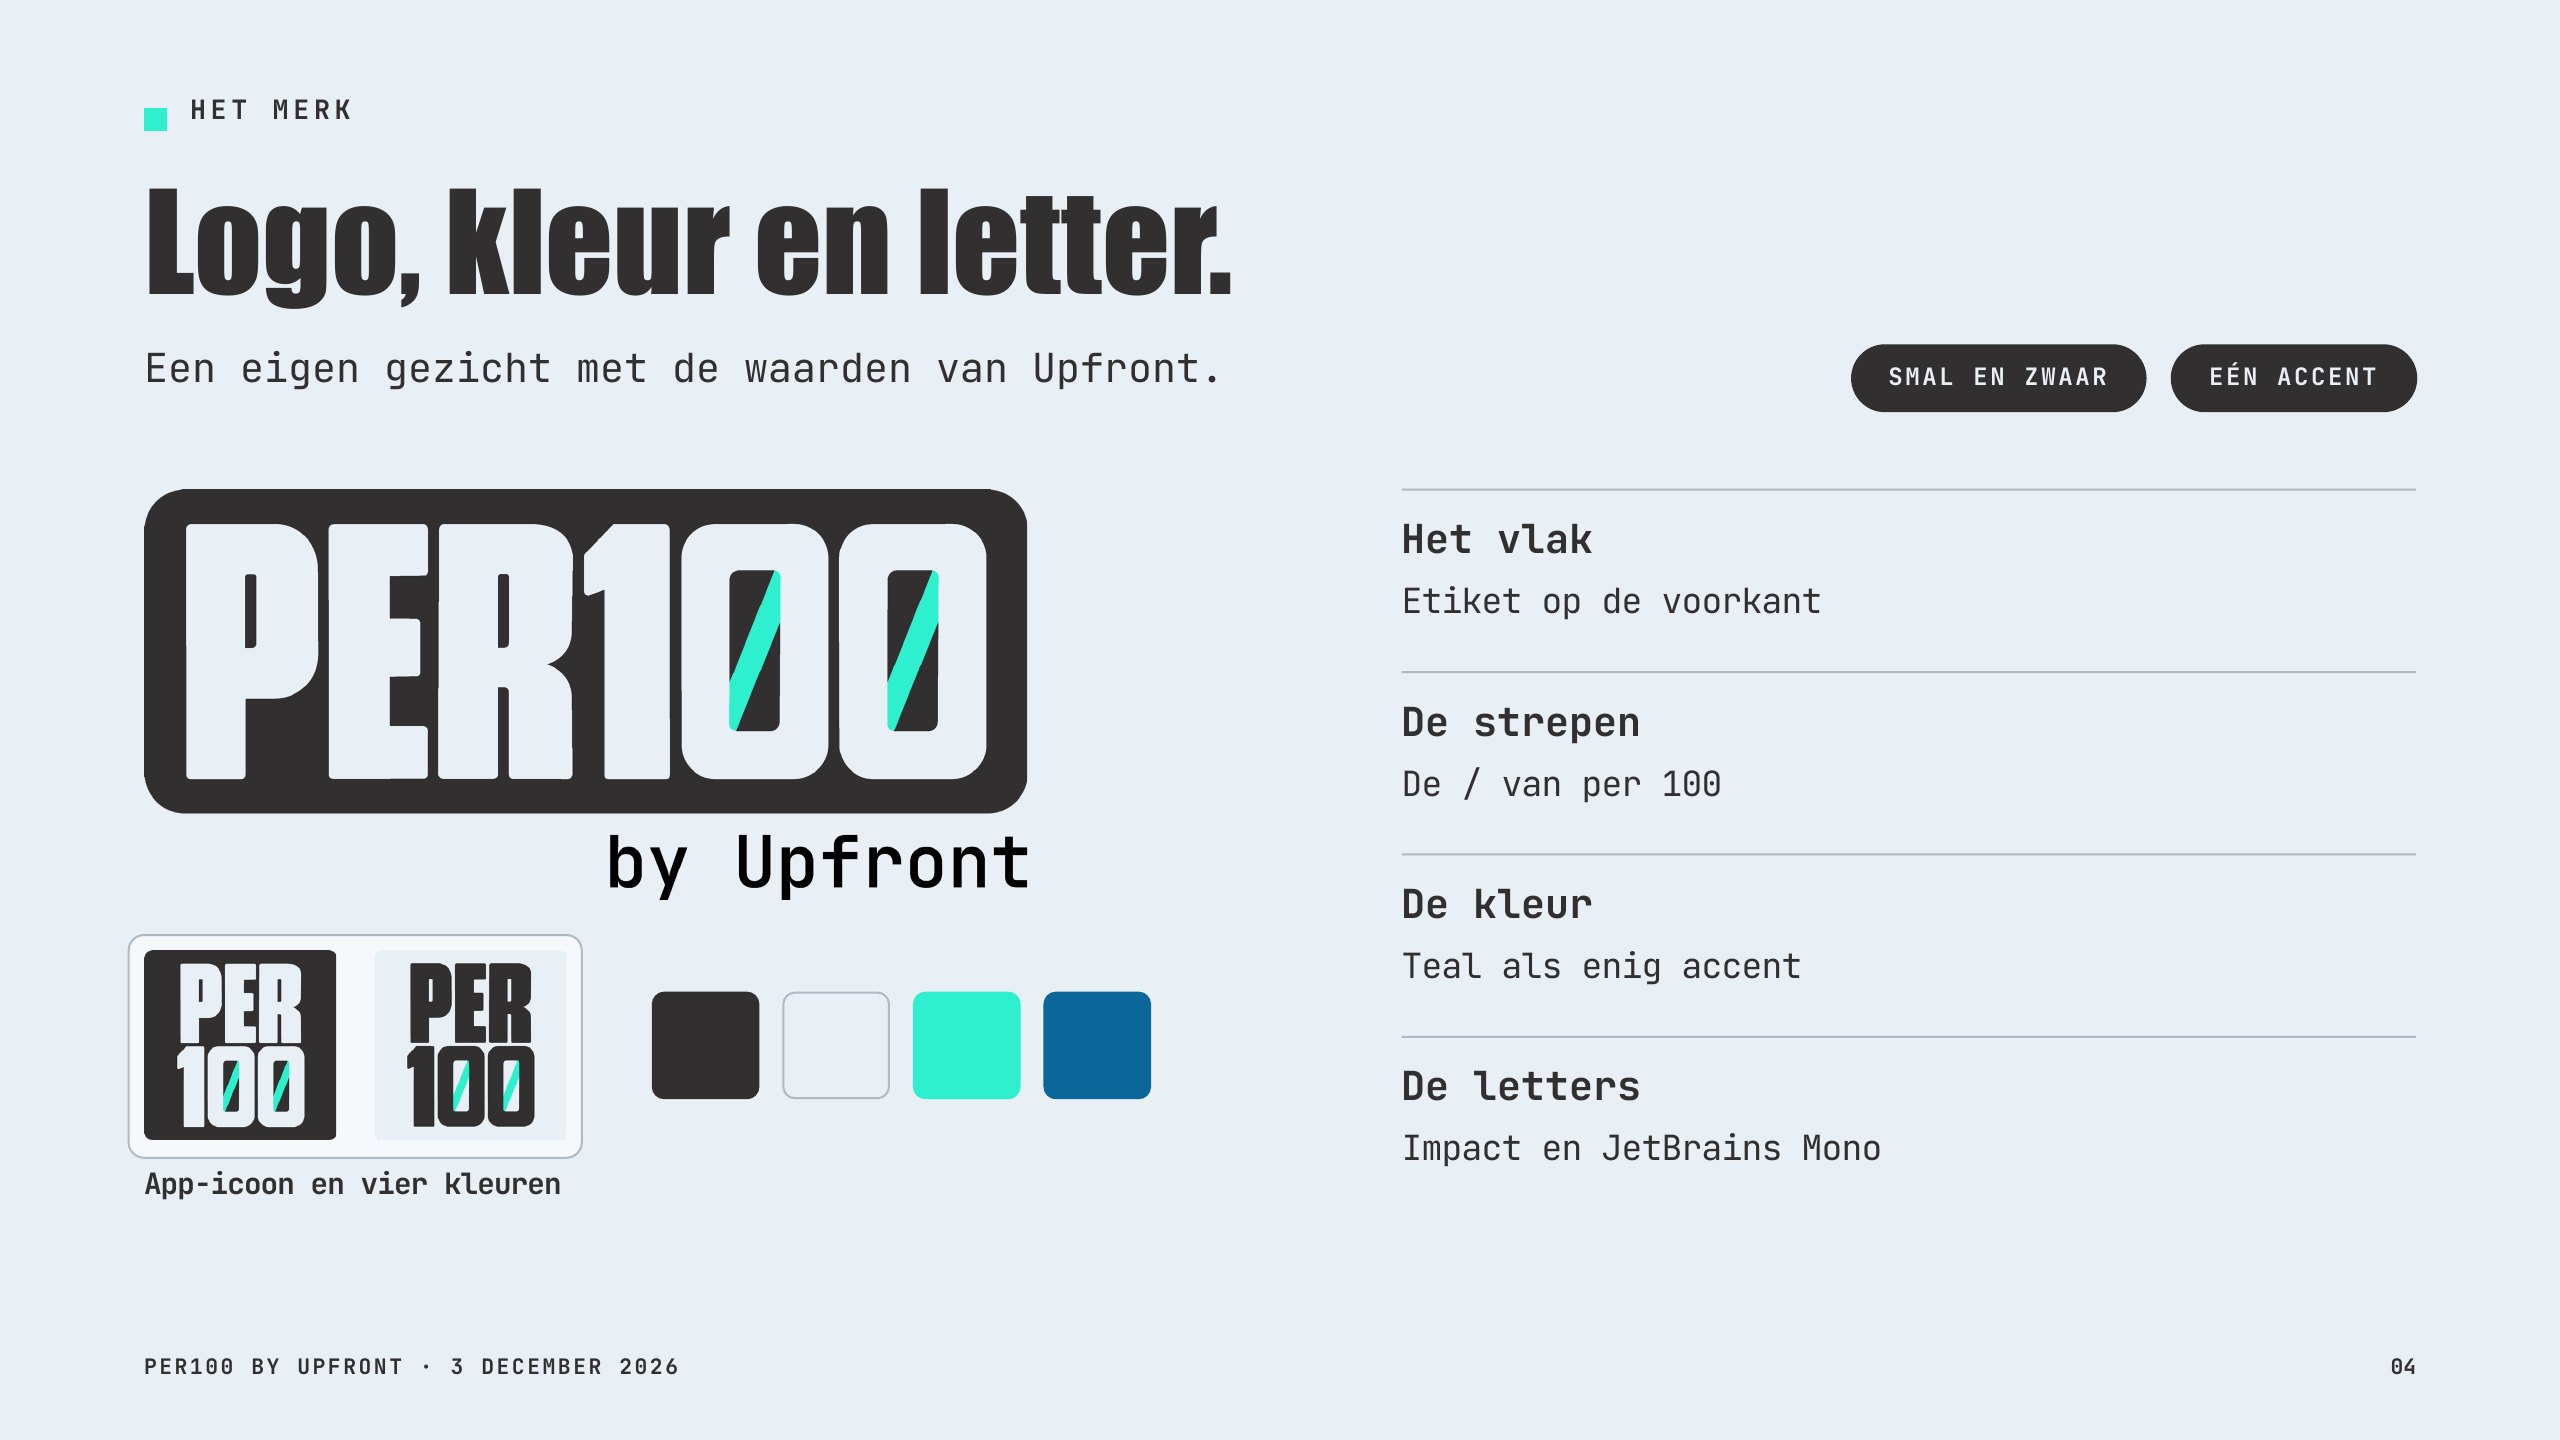 HET MERK
Logo, kleur en letter.
Een eigen gezicht met de waarden van Upfront.
SMAL EN ZWAAR
EÉN ACCENT
PER100
by Upfront
PER
100
PER
100
App-icoon en vier kleuren
Het vlak
Etiket op de voorkant
De strepen
De / van per 100
De kleur
Teal als enig accent
De letters
Impact en JetBrains Mono
PER100 BY UPFRONT · 3 DECEMBER 2026
04